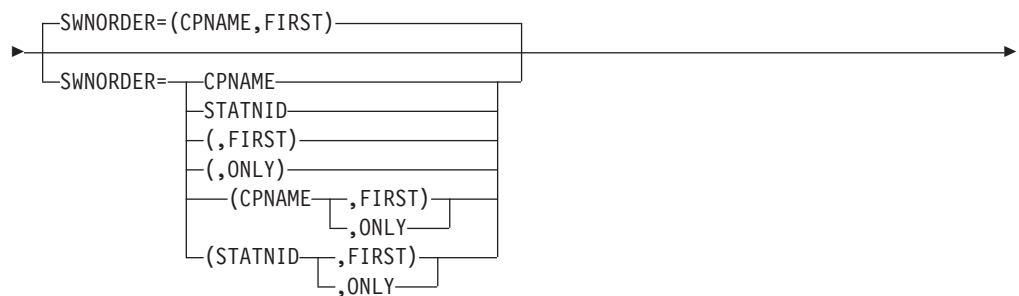 SWNORDER=(CPNAME,FIRST)
SWNORDER=
CPNAME
STATNID
(,FIRST)
(,ONLY)
(CPNAME ,FIRST)
,ONLY
(STATNID ,FIRST)
,ONLY